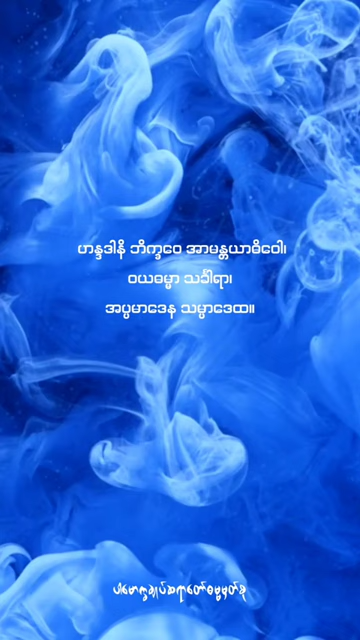 ဟန္ဒဒါနိ ဘိက္ခဝေ အာမန္တယာဝိဝေါ၊
ဝယဓမ္မာ သင်္ခါရာ၊
အပ္ပမာဒေန သမ္ပာဒေထ။